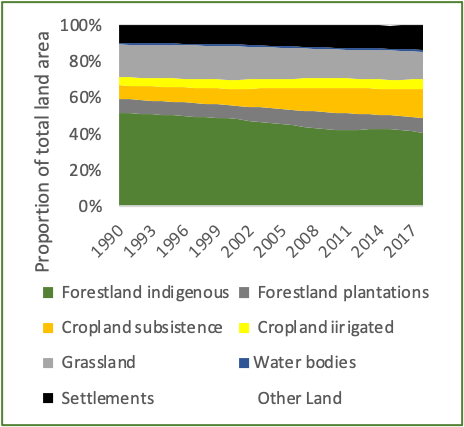 Proportion of total land area
100%
80%
60%
40%
20%
0%
1990
1993
1996
1999
2002
2005
2008
2011
2014
2017
Forestland indigenous
Forestland plantations
Cropland subsistence
Cropland iirigated
Grassland
Water bodies
Settlements
Other Land